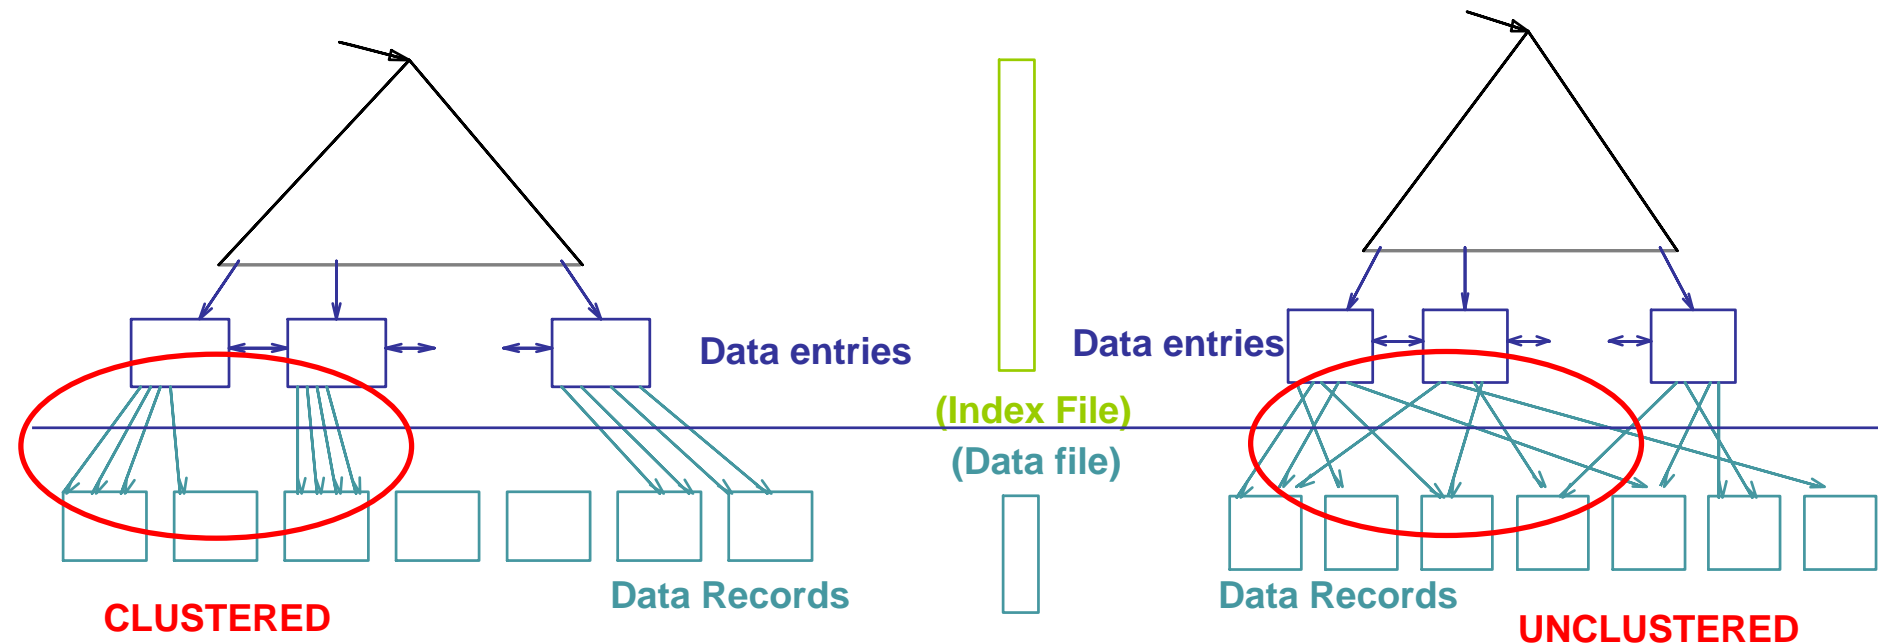 Data entries
Data entries
(Index File)
(Data file)
Data Records
Data Records
CLUSTERED
UNCLUSTERED